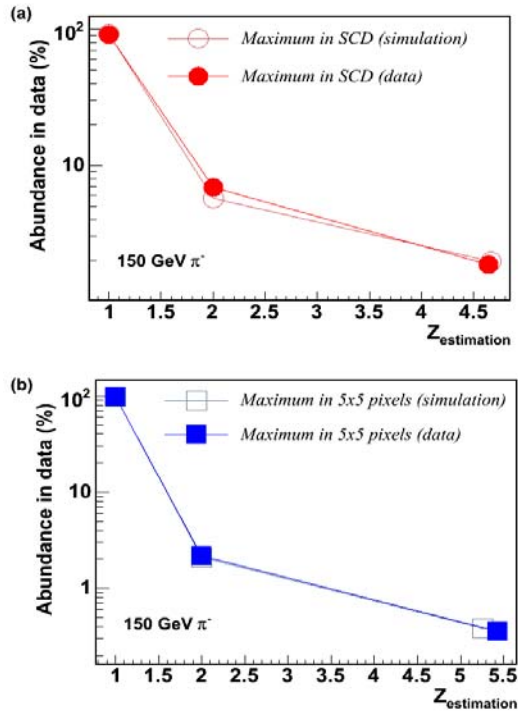 (a)
10²
10
Abundance in data (%)
Maximum in SCD (simulation)
Maximum in SCD (data)
150 GeV π⁻
1 1.5 2 2.5 3 3.5 4 4.5
Z_estimation
(b)
10²
10
1
Abundance in data (%)
Maximum in 5x5 pixels (simulation)
Maximum in 5x5 pixels (data)
150 GeV π⁻
1 1.5 2 2.5 3 3.5 4 4.5 5 5.5
Z_estimation